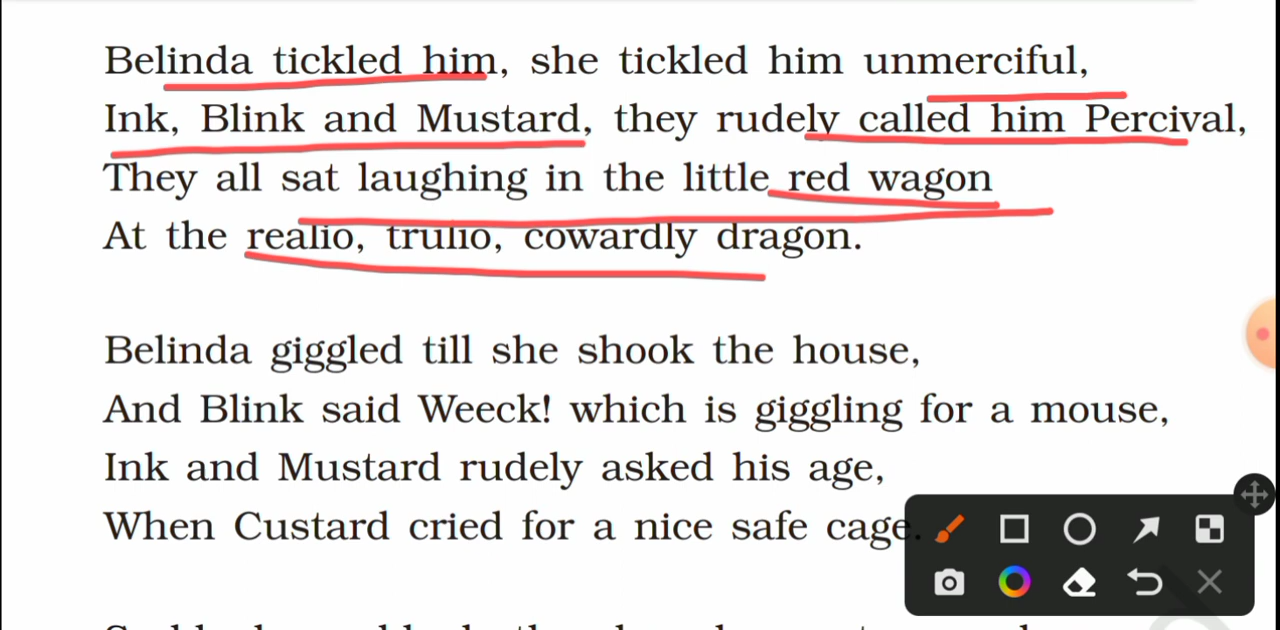 Belinda tickled him, she tickled him unmerciful,
Ink, Blink and Mustard, they rudely called him Percival,
They all sat laughing in the little red wagon
At the realio, trulio, cowardly dragon.
Belinda giggled till she shook the house,
And Blink said Weeck! which is giggling for a mouse,
Ink and Mustard rudely asked his age,
When Custard cried for a nice safe cage.